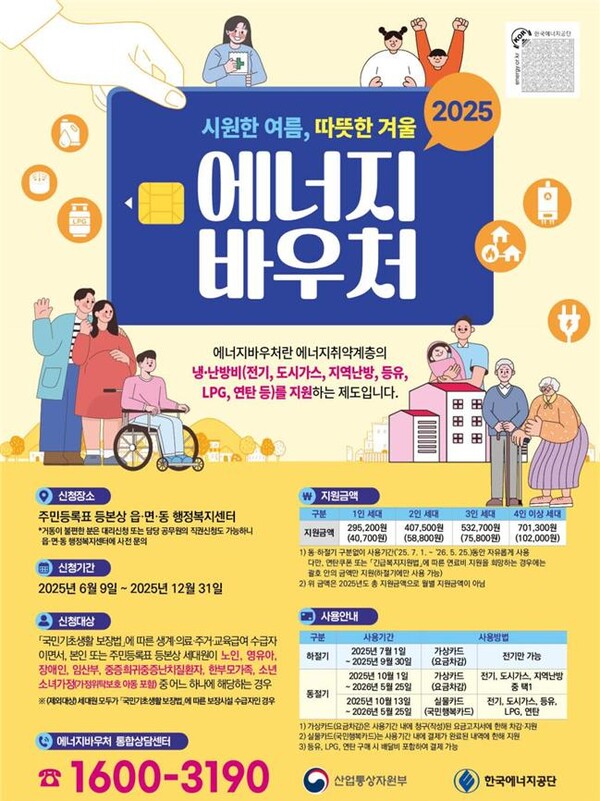 한국에너지공단
energy.or.kr
2025
시원한 여름, 따뜻한 겨울
에너지
바우처
LPG
에너지바우처란 에너지취약계층의
냉·난방비(전기, 도시가스, 지역난방, 등유,
LPG, 연탄 등)를 지원하는 제도입니다.
신청장소
주민등록표 등본상 읍·면·동 행정복지센터
*거동이 불편한 분은 대리신청 또는 담당 공무원의 직권신청도 가능하니
읍·면·동 행정복지센터에 사전 문의
신청기간
2025년 6월 9일 ~ 2025년 12월 31일
신청대상
「국민기초생활 보장법」에 따른 생계·의료·주거·교육급여 수급자
이면서, 본인 또는 주민등록표 등본상 세대원이 노인, 영유아,
장애인, 임산부, 중증희귀중증난치질환자, 한부모가족, 소년
소녀가정(가정위탁보호 아동 포함) 중 어느 하나에 해당하는 경우
※ (제외대상) 세대원 모두가 「국민기초생활 보장법」에 따른 보장시설 수급자인 경우
에너지바우처 통합상담센터
1600-3190
₩ 지원금액
구분 1인 세대 2인 세대 3인 세대 4인 이상 세대
지원금액 295,200원 407,500원 532,700원 701,300원
(40,700원) (58,800원) (75,800원) (102,000원)
1) 동·하절기 구분없이 사용기간('25. 7. 1. ~ '26. 5. 25.)동안 자유롭게 사용
다만, 연탄쿠폰 또는 「긴급복지지원법」에 따른 연료비 지원을 희망하는 경우에는
괄호 안의 금액만 지원(하절기에만 사용 가능)
2) 위 금액은 2025년도 총 지원금액으로 월별 지원금액이 아님
사용안내
구분 사용기간 사용방법
하절기 2025년 7월 1일 ~ 2025년 9월 30일 가상카드 (요금차감) 전기만 가능
동절기 2025년 10월 1일 ~ 2026년 5월 25일 가상카드 (요금차감) 전기, 도시가스, 지역난방 중 택1
2025년 10월 13일 ~ 2026년 5월 25일 실물카드 (국민행복카드) 전기, 도시가스, 등유, LPG, 연탄
1) 가상카드(요금차감)은 사용기간 내에 청구(작성)된 요금고지서에 한해 차감·지원
2) 실물카드(국민행복카드)는 사용기간 내에 결제가 완료된 내역에 한해 지원
3) 등유, LPG, 연탄 구매 시 배달비 포함하여 결제 가능
산업통상자원부
한국에너지공단